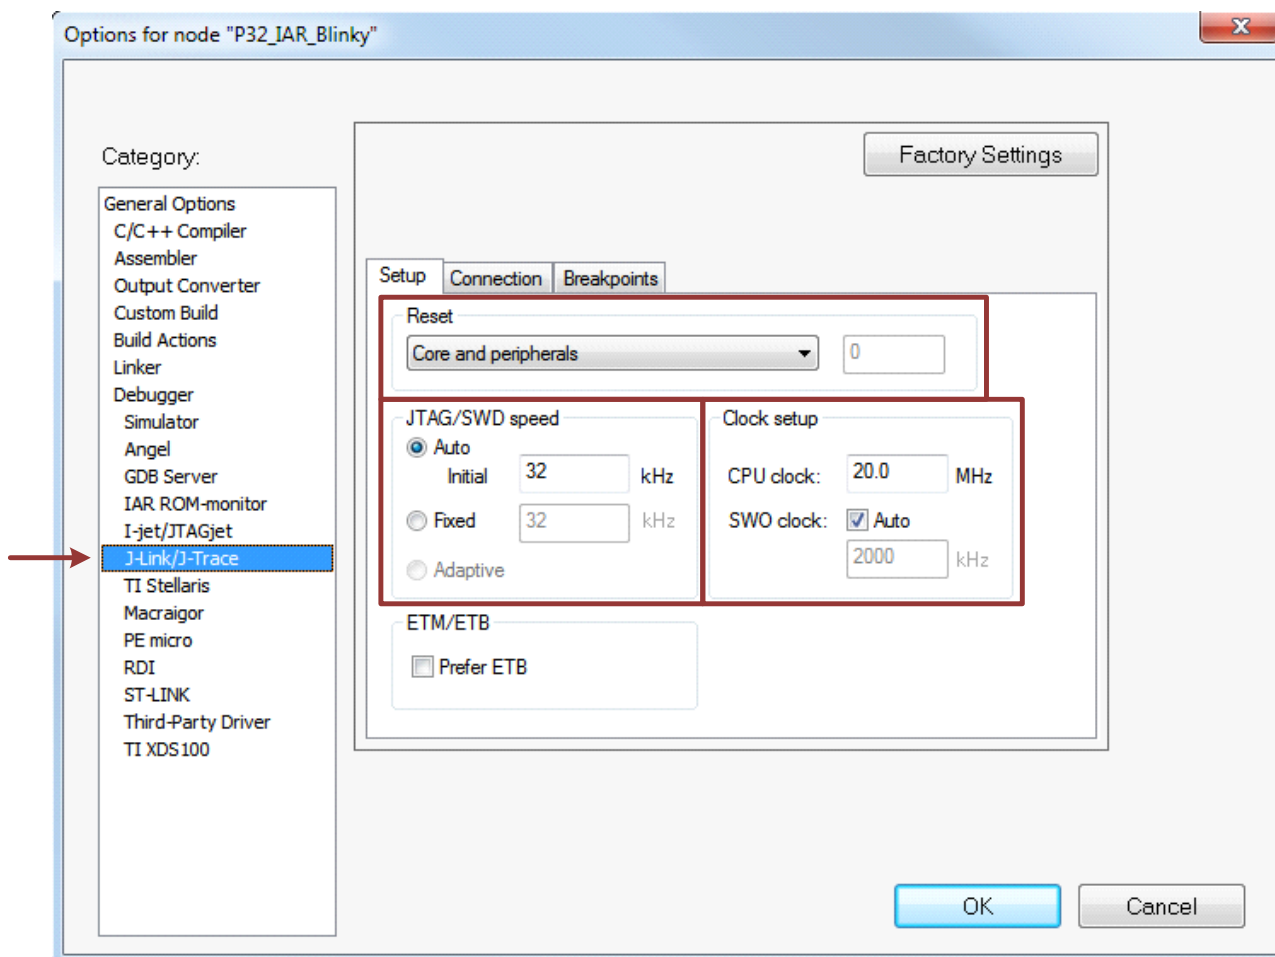 Options for node "P32_IAR_Blinky"
X
Category:
General Options
C/C++ Compiler
Assembler
Output Converter
Custom Build
Build Actions
Linker
Debugger
Simulator
Angel
GDB Server
IAR ROM-monitor
I-jet/JTAGjet
J-Link/J-Trace
TI Stellaris
Macraigor
PE micro
RDI
ST-LINK
Third-Party Driver
TI XDS100
Factory Settings
Setup Connection Breakpoints
Reset
Core and peripherals 0
JTAG/SWD speed
Auto
Initial 32 kHz
Fixed 32 kHz
Adaptive
Clock setup
CPU clock: 20.0 MHz
SWO clock: Auto
2000 kHz
ETM/ETB
Prefer ETB
OK Cancel